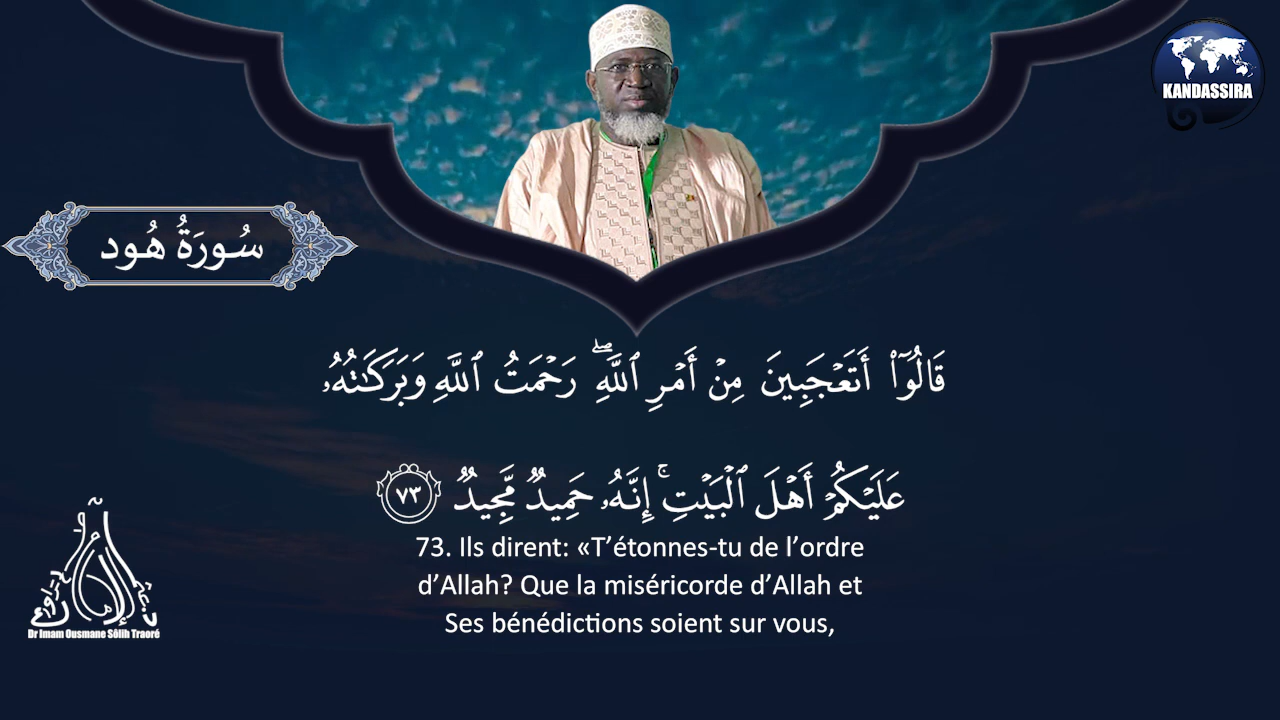 KANDASSIRA
سُورَةُ هُود
قَالُوٓاْ أَتَعۡجَبِينَ مِنۡ أَمۡرِ ٱللَّهِۖ رَحۡمَتُ ٱللَّهِ وَبَرَكَٰتُهُۥ
عَلَيۡكُمۡ أَهۡلَ ٱلۡبَيۡتِۚ إِنَّهُۥ حَمِيدٞ مَّجِيدٞ ٧٣
73. Ils dirent: «T’étonnes-tu de l’ordre
d’Allah? Que la miséricorde d’Allah et
Ses bénédictions soient sur vous,
Dr Imam Ousmane Sôlih Traoré